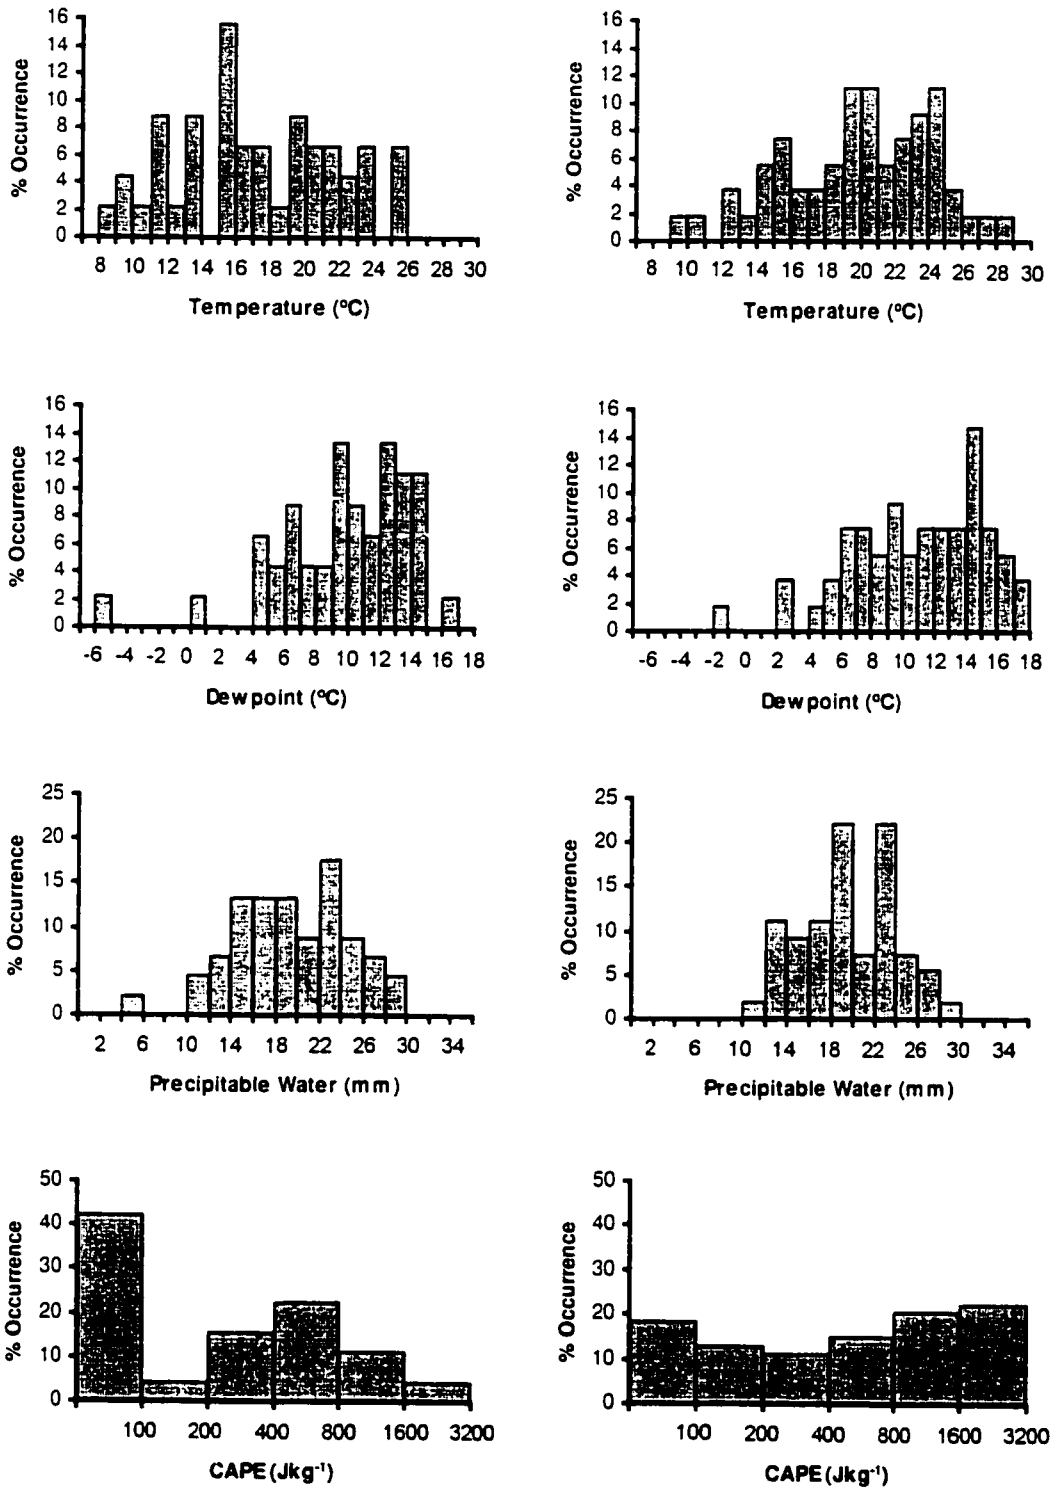 16
14
12
10
8
6
4
2
0
% Occurrence
8 10 12 14 16 18 20 22 24 26 28 30
Temperature (ºC)
16
14
12
10
8
6
4
2
0
% Occurrence
8 10 12 14 16 18 20 22 24 26 28 30
Temperature (ºC)
16
14
12
10
8
6
4
2
0
% Occurrence
-6 -4 -2 0 2 4 6 8 10 12 14 16 18
Dewpoint (ºC)
16
14
12
10
8
6
4
2
0
% Occurrence
-6 -4 -2 0 2 4 6 8 10 12 14 16 18
Dewpoint (ºC)
25
20
15
10
5
0
% Occurrence
2 6 10 14 18 22 26 30 34
Precipitable Water (mm)
25
20
15
10
5
0
% Occurrence
2 6 10 14 18 22 26 30 34
Precipitable Water (mm)
50
40
30
20
10
0
% Occurrence
100 200 400 800 1600 3200
CAPE (Jkg⁻¹)
50
40
30
20
10
0
% Occurrence
100 200 400 800 1600 3200
CAPE (Jkg⁻¹)